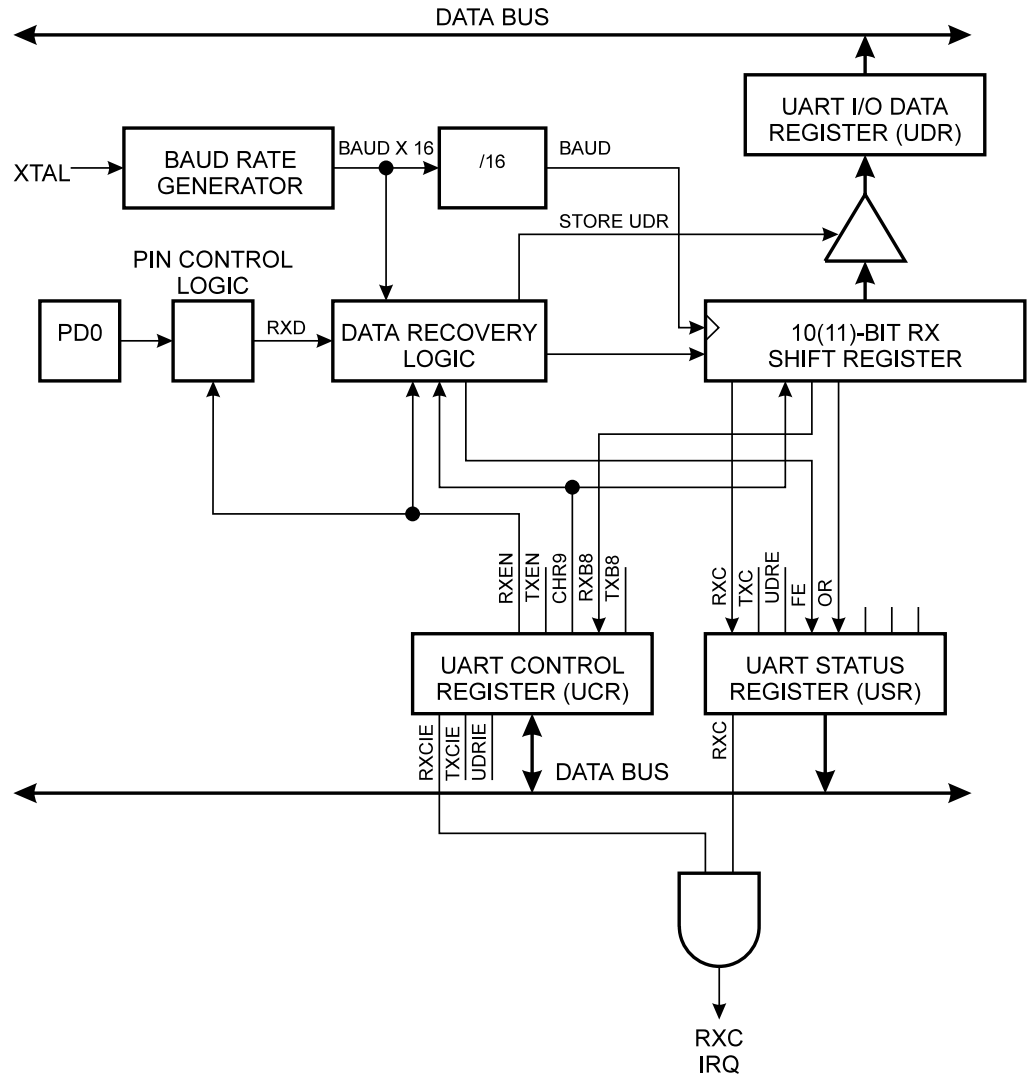 DATA BUS
UART I/O DATA
REGISTER (UDR)
XTAL
BAUD RATE
GENERATOR
BAUD X 16
/16
BAUD
STORE UDR
PIN CONTROL
LOGIC
PD0
RXD
DATA RECOVERY
LOGIC
10(11)-BIT RX
SHIFT REGISTER
RXEN
TXEN
CHR9
RXB8
TXB8
RXC
TXC
UDRE
FE
OR
UART CONTROL
REGISTER (UCR)
UART STATUS
REGISTER (USR)
RXCIE
TXCIE
UDRIE
RXC
DATA BUS
RXC
IRQ